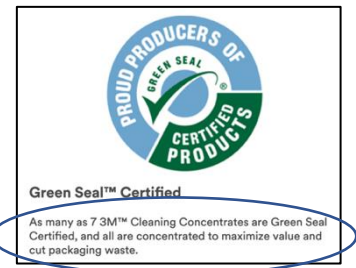 PROUD PRODUCERS OF
GREEN SEAL
®
CERTIFIED
PRODUCTS
Green Seal™ Certified
As many as 7 3M™ Cleaning Concentrates are Green Seal
Certified, and all are concentrated to maximize value and
cut packaging waste.